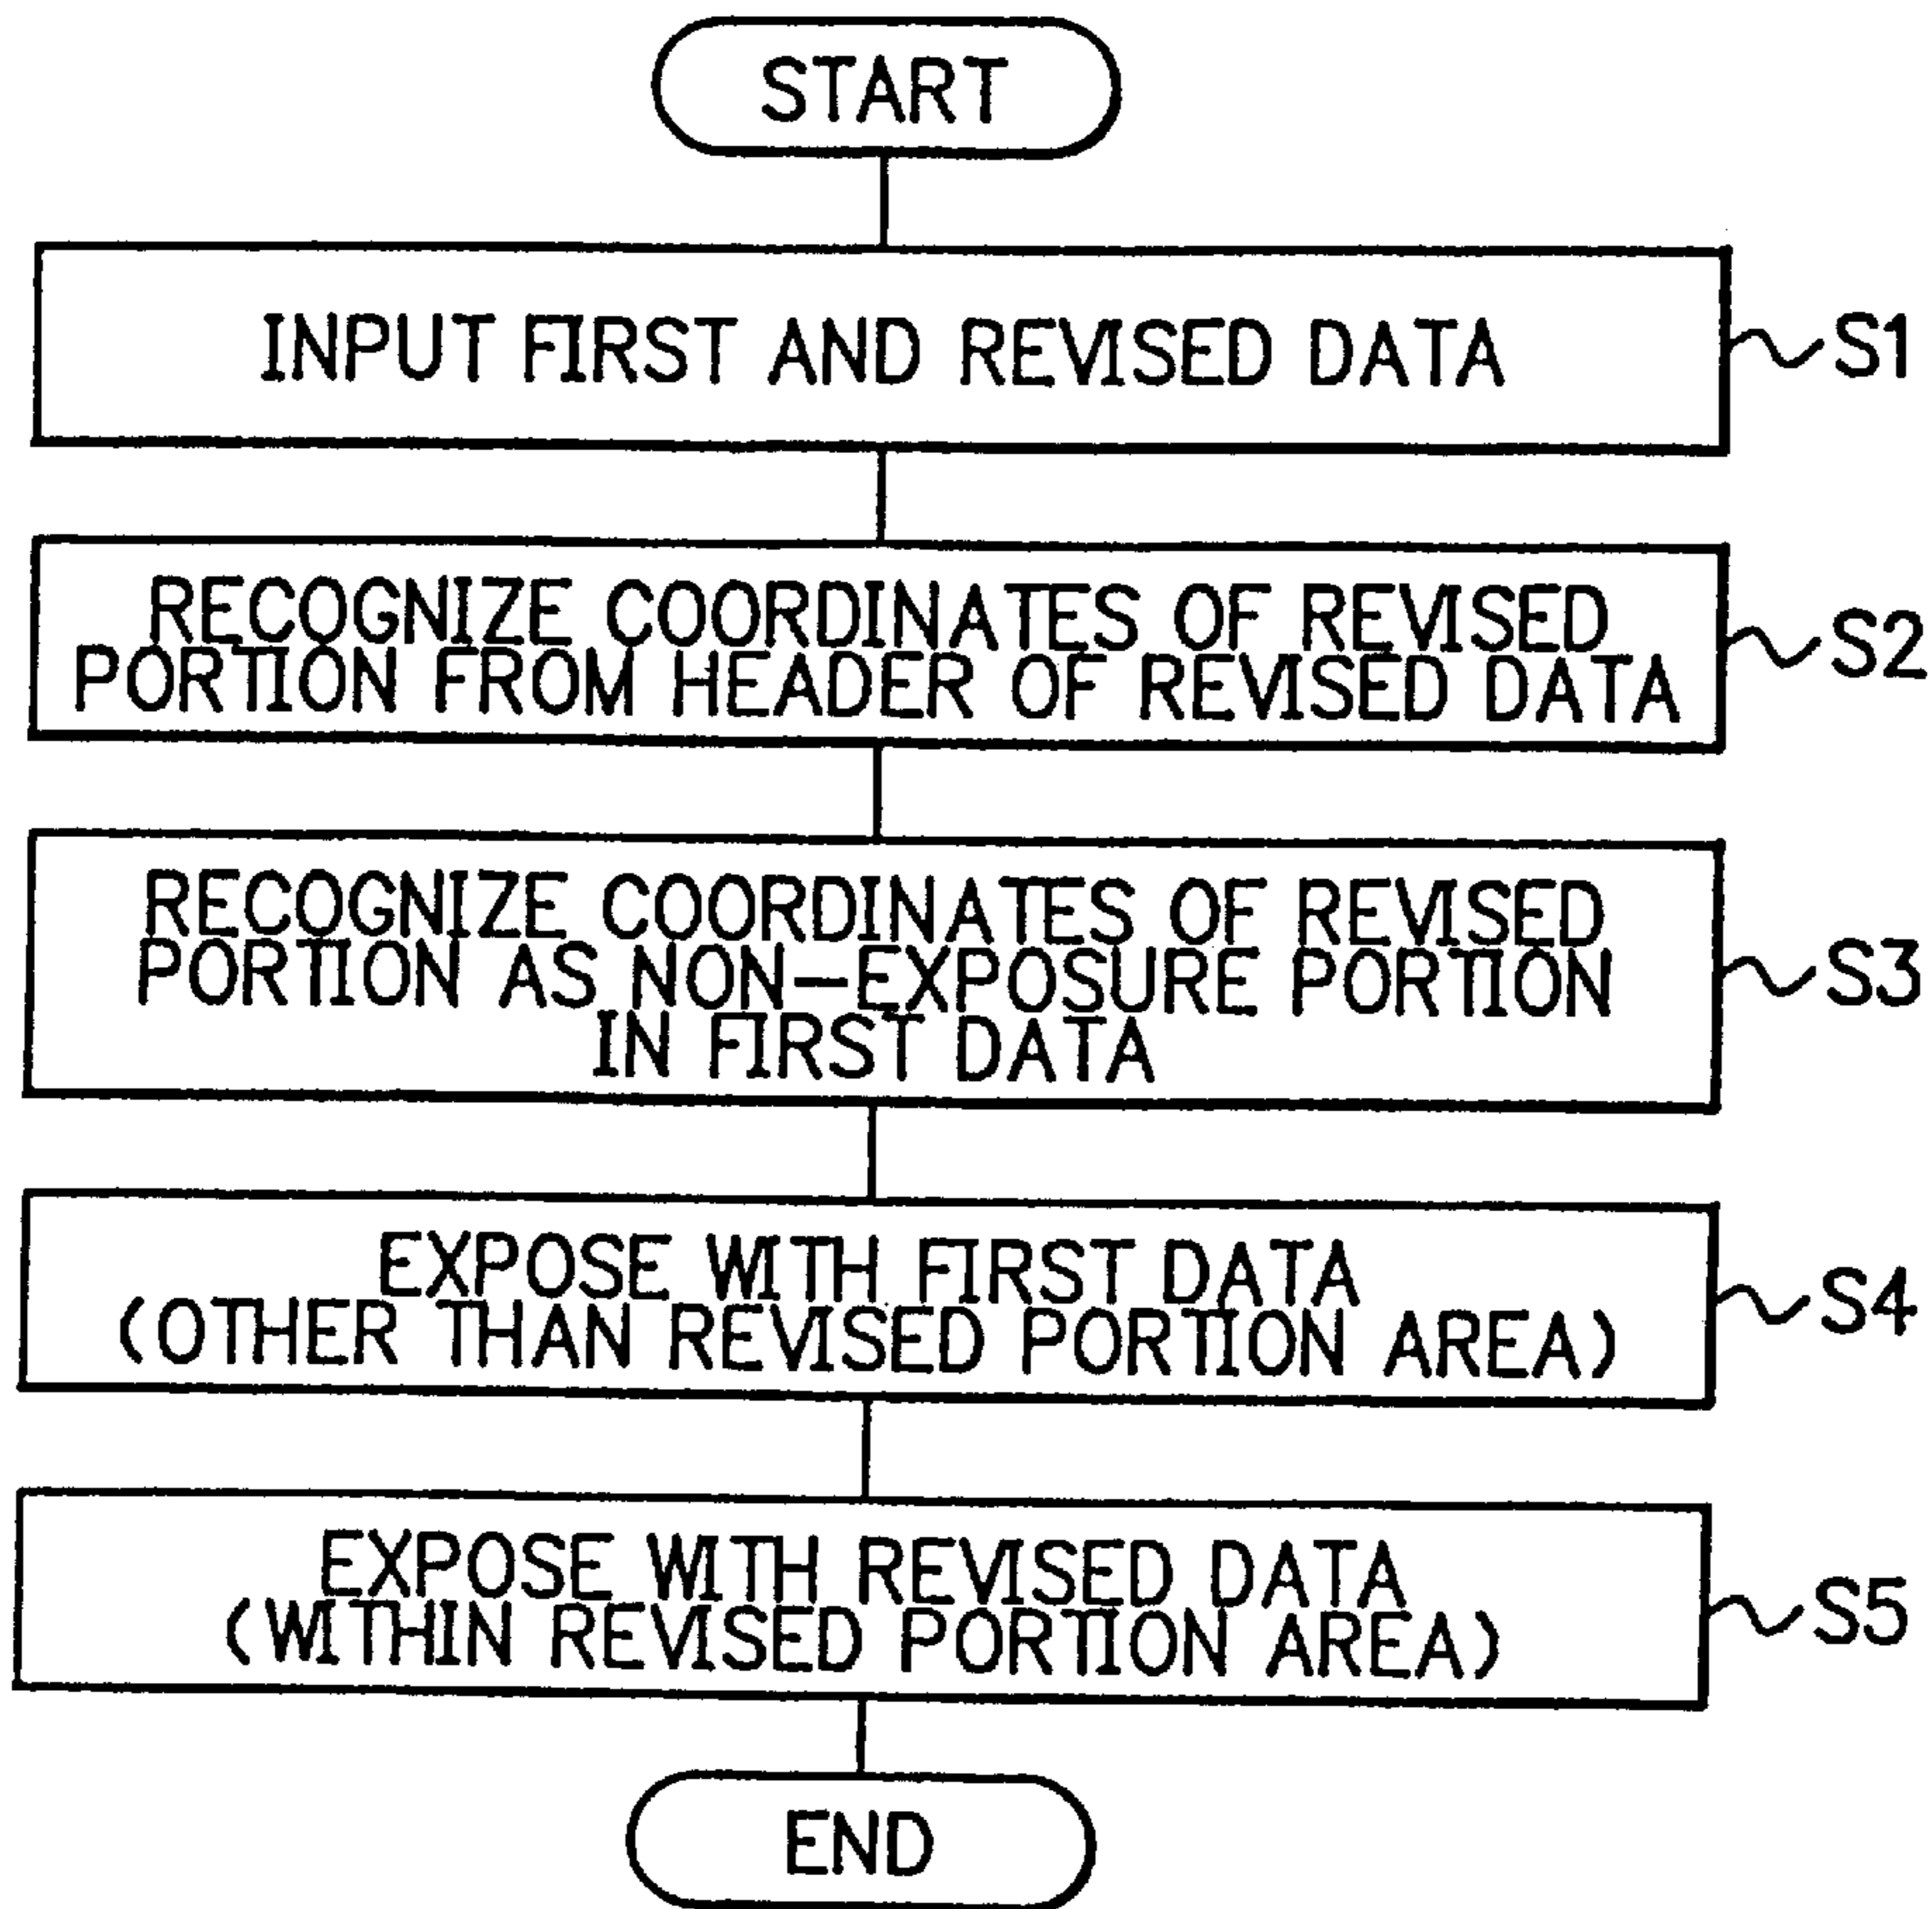 START
INPUT FIRST AND REVISED DATA
S1
RECOGNIZE COORDINATES OF REVISED
PORTION FROM HEADER OF REVISED DATA
S2
RECOGNIZE COORDINATES OF REVISED
PORTION AS NON-EXPOSURE PORTION
IN FIRST DATA
S3
EXPOSE WITH FIRST DATA
(OTHER THAN REVISED PORTION AREA)
S4
EXPOSE WITH REVISED DATA
(WITHIN REVISED PORTION AREA)
S5
END